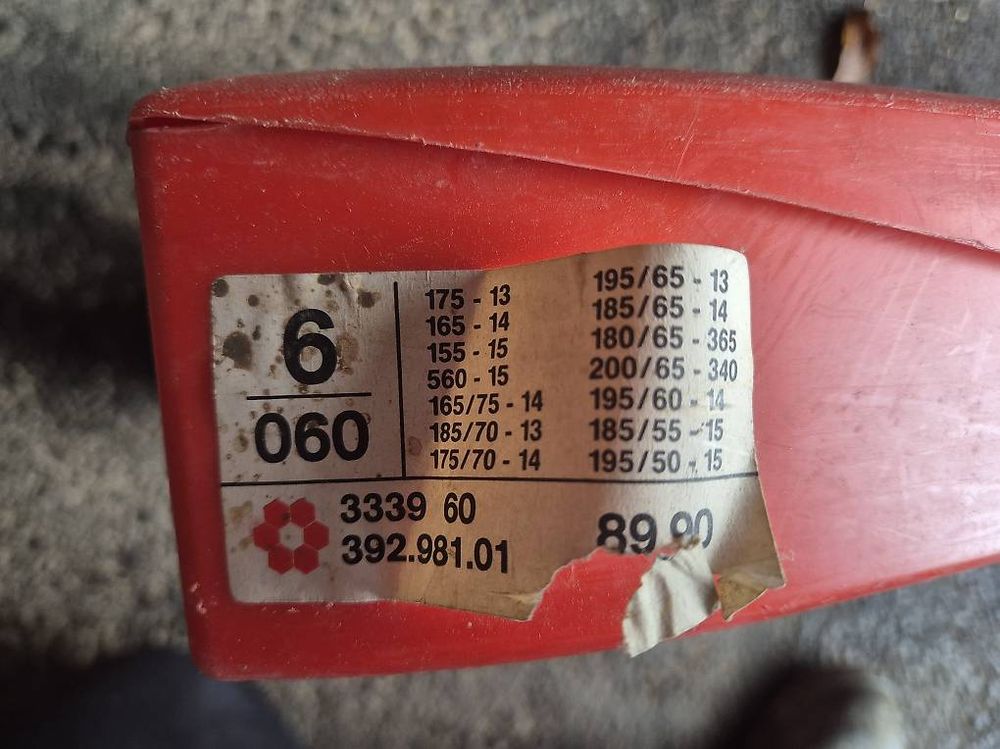 6
060
175 - 13
165 - 14
155 - 15
560 - 15
165/75 - 14
185/70 - 13
175/70 - 14
195/65 - 13
185/65 - 14
180/65 - 365
200/65 - 340
195/60 - 14
185/55 - 15
195/50 - 15
3339 60
392.981.01
89.90